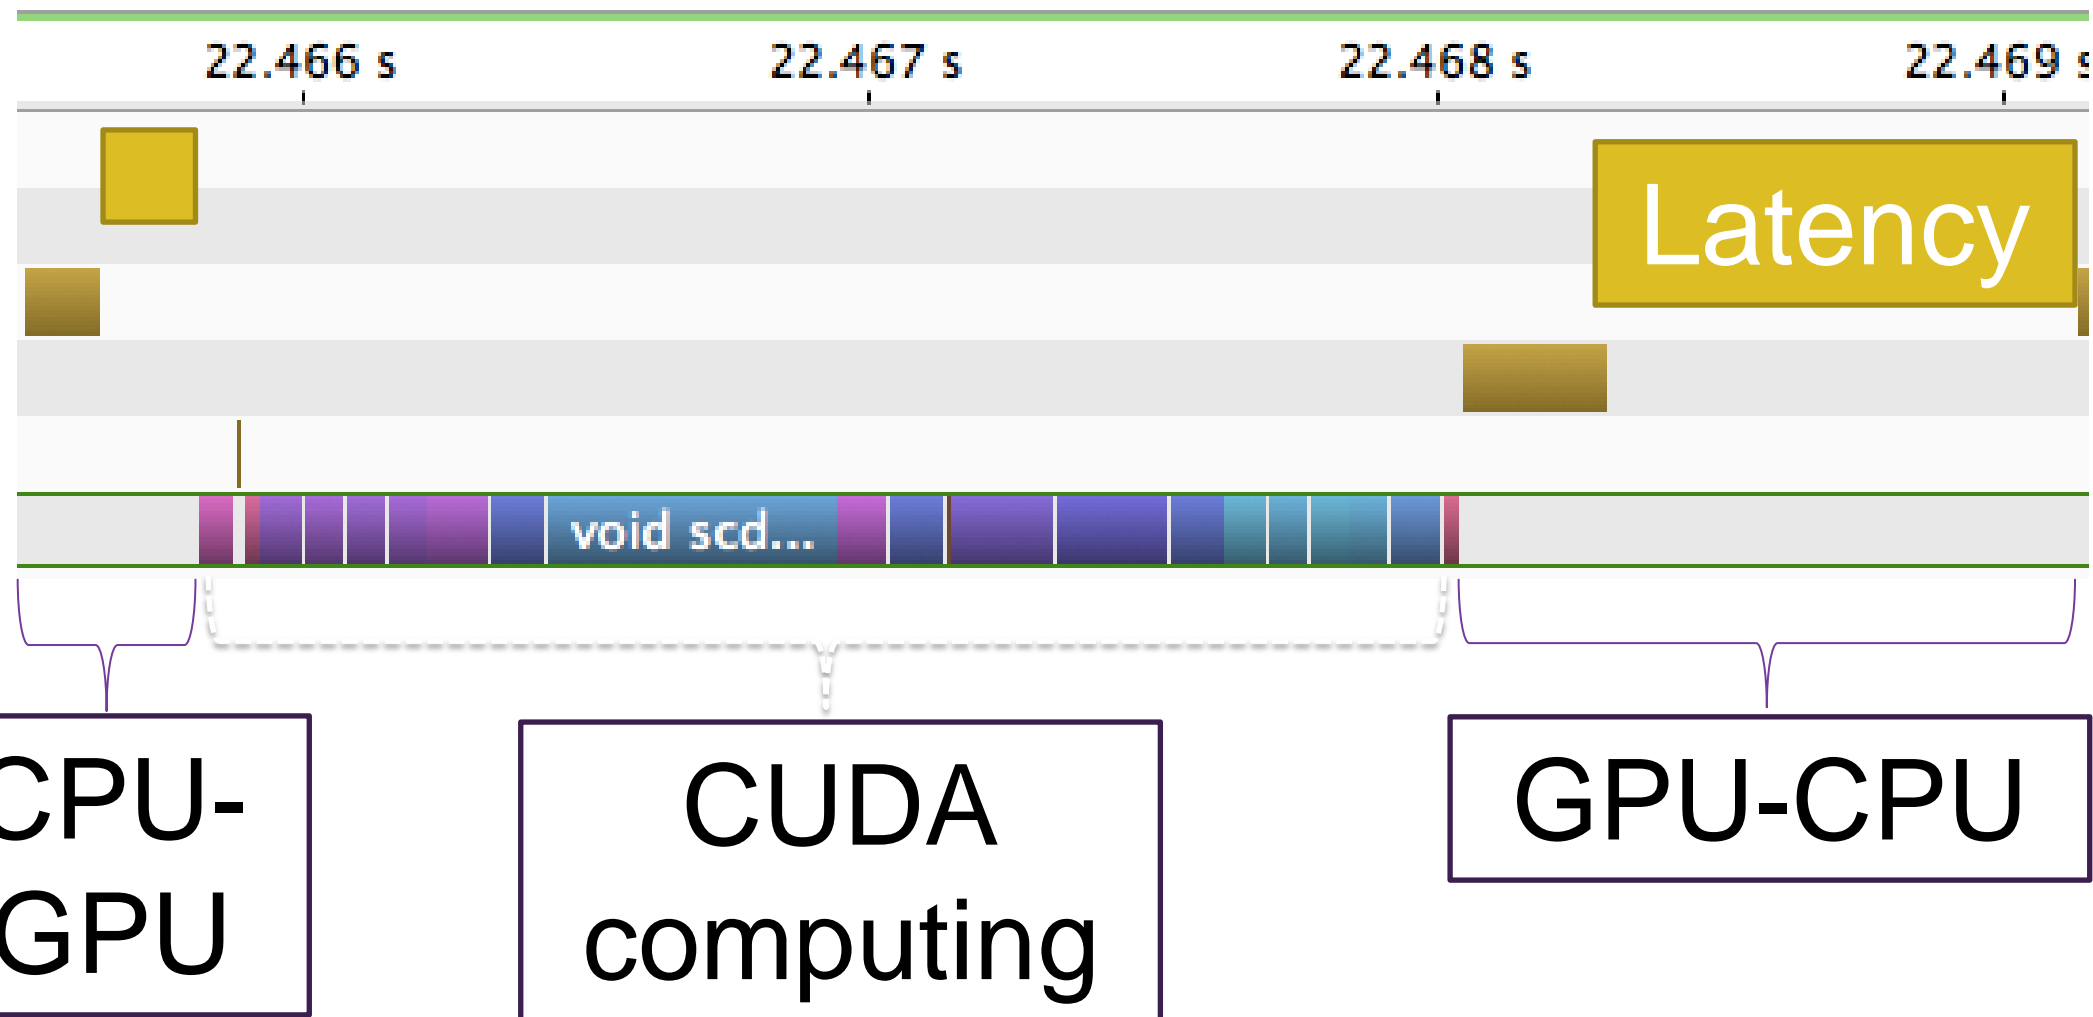 22.466 s
22.467 s
22.468 s
22.469 s
Latency
void scd...
CPU-
GPU
CUDA
computing
GPU-CPU